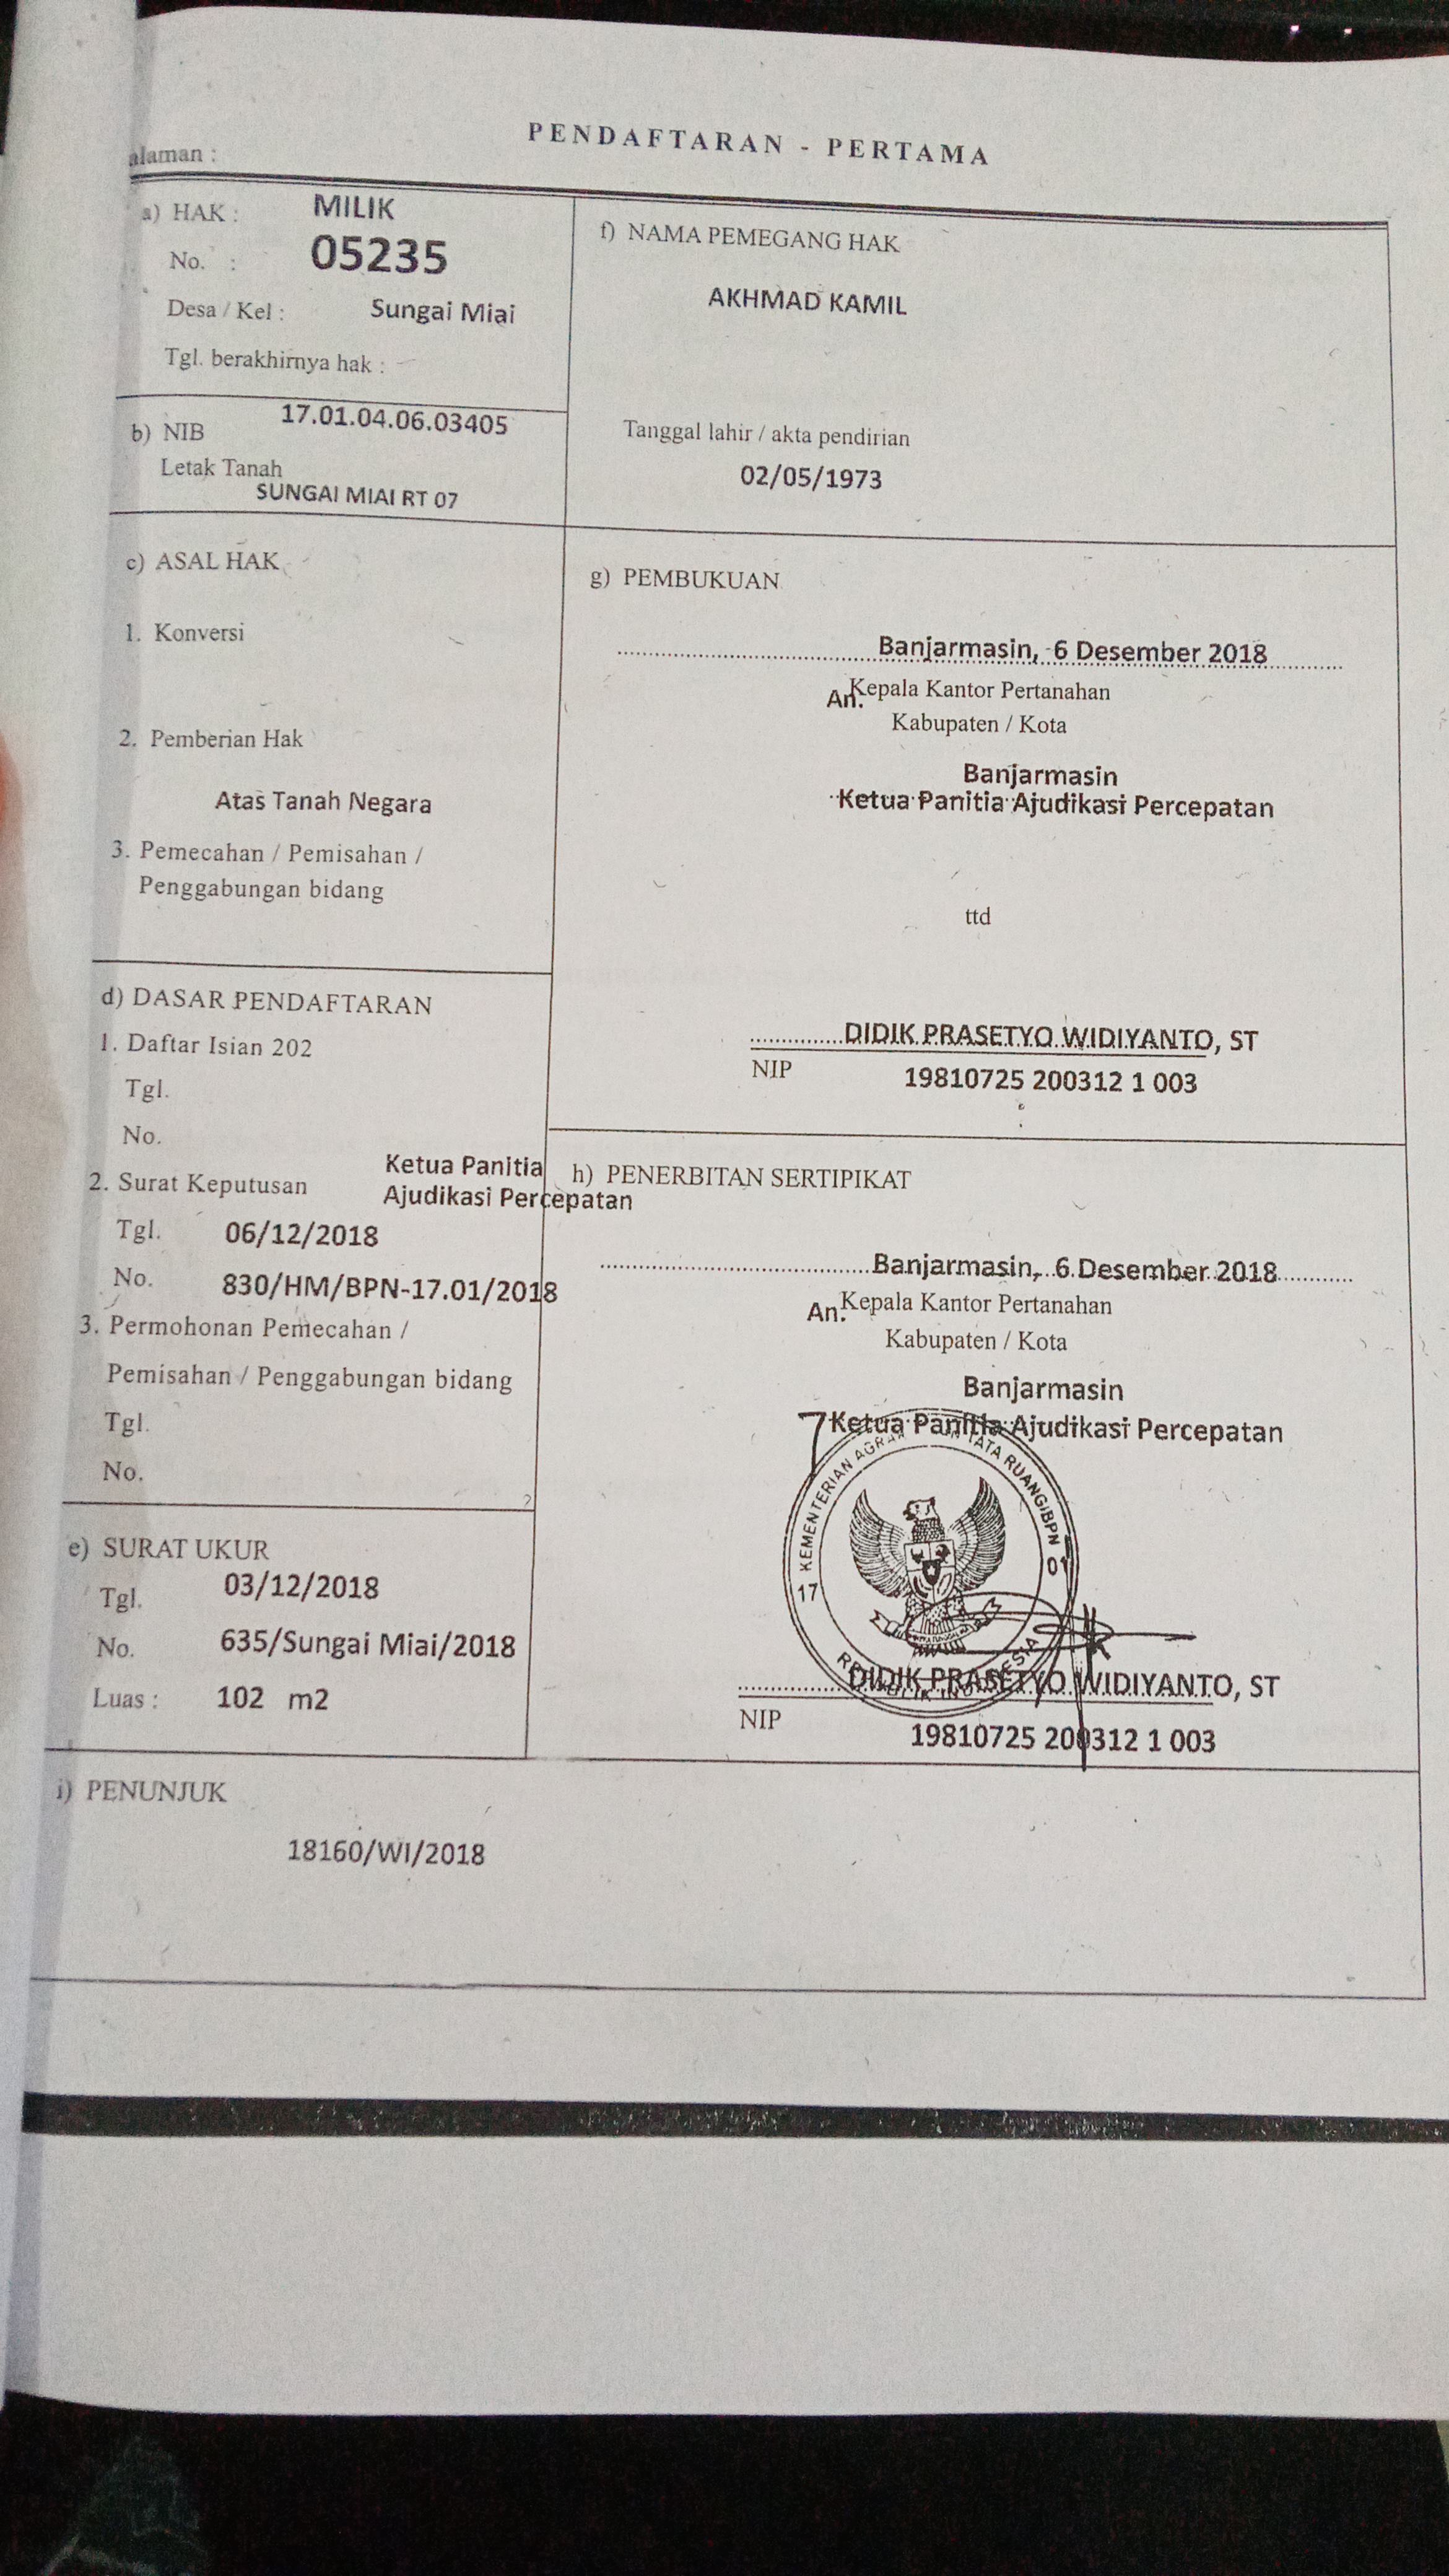 PENDAFTARAN - PERTAMA
alaman :
a) HAK : MILIK
No. : 05235
Desa / Kel : Sungai Miai
Tgl. berakhirnya hak : -
b) NIB 17.01.04.06.03405
Letak Tanah
SUNGAI MIAI RT 07
c) ASAL HAK
1. Konversi
2. Pemberian Hak
Atas Tanah Negara
3. Pemecahan / Pemisahan /
Penggabungan bidang
d) DASAR PENDAFTARAN
1. Daftar Isian 202
Tgl.
No.
2. Surat Keputusan Ketua Panitia
Ajudikasi Percepatan
Tgl. 06/12/2018
No. 830/HM/BPN-17.01/2018
3. Permohonan Pemecahan /
Pemisahan / Penggabungan bidang
Tgl.
No.
e) SURAT UKUR
Tgl. 03/12/2018
No. 635/Sungai Miai/2018
Luas : 102 m2
f) NAMA PEMEGANG HAK
AKHMAD KAMIL
Tanggal lahir / akta pendirian
02/05/1973
g) PEMBUKUAN
Banjarmasin, 6 Desember 2018
An. Kepala Kantor Pertanahan
Kabupaten / Kota
Banjarmasin
Ketua Panitia Ajudikasi Percepatan
ttd
DIDIK PRASETYO WIDIYANTO, ST
NIP 19810725 200312 1 003
h) PENERBITAN SERTIPIKAT
Banjarmasin, 6 Desember 2018
An. Kepala Kantor Pertanahan
Kabupaten / Kota
Banjarmasin
Ketua Panitia Ajudikasi Percepatan
KEMENTERIAN AGRARIA TATA RUANG/BPN
17 01
REPUBLIK INDONESIA
DIDIK PRASETYO WIDIYANTO, ST
NIP 19810725 200312 1 003
i) PENUNJUK
18160/WI/2018